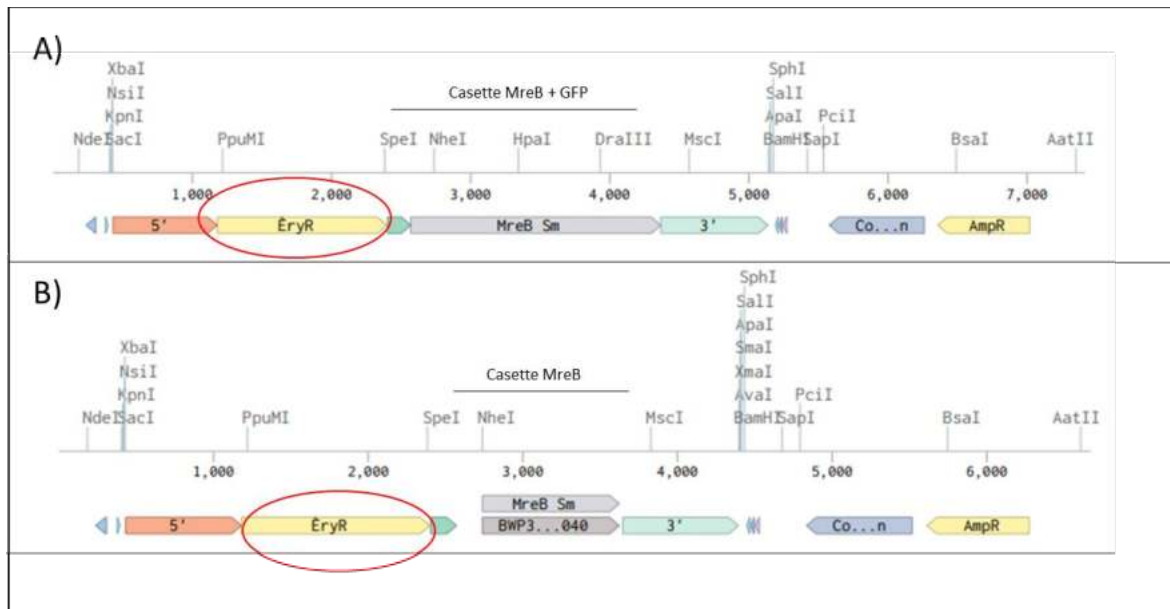 A)
XbaI SphI
NsiI Casette MreB + GFP SalI
KpnI ApaI PciI
NdeI SacI PpuMI SpeI NheI HpaI DraIII MscI BamHI SapI BsaI AatII
1,000 2,000 3,000 4,000 5,000 6,000 7,000
5' ÊryR MreB Sm 3' Co...n AmpR
B)
SphI
SalI
ApaI
XbaI SmaI
NsiI Casette MreB XmaI
KpnI AvaI PciI
NdeI SacI PpuMI SpeI NheI MscI BamHI SapI BsaI AatII
1,000 2,000 3,000 4,000 5,000 6,000
MreB Sm
5' ÊryR BWP3...040 3' Co...n AmpR